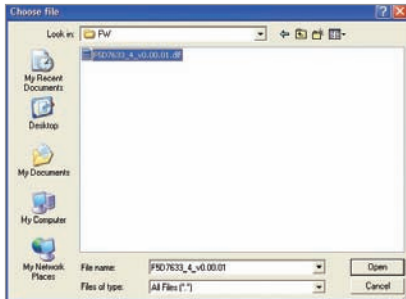 Choose file
Look in: FW
F5D7633_4_v0.00.01.dlf
My Recent
Documents
Desktop
My Documents
My Computer
My Network
Places
File name: F5D7633_4_v0.00.01 Open
Files of type: All Files (*.*) Cancel